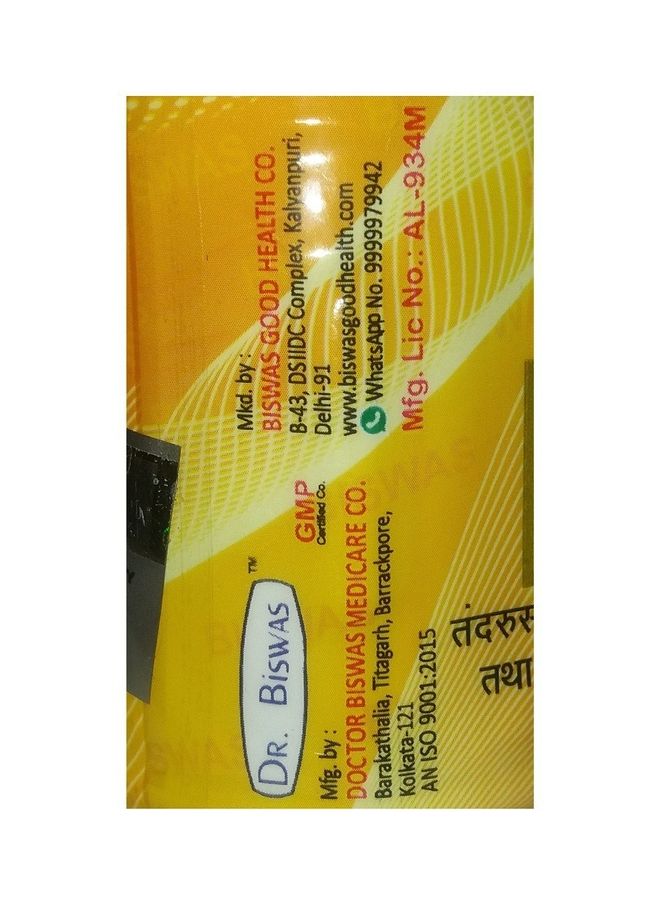 DR. BISWAS
TM
GMP
Certified Co.
Mfg. by :
DOCTOR BISWAS MEDICARE CO.
Barakathalia, Titagarh, Barrackpore,
Kolkata-121
AN ISO 9001:2015
Mkd. by :
BISWAS GOOD HEALTH CO.
B-43, DSIIDC Complex, Kalyanpuri,
Delhi-91
www.biswasgoodhealth.com
WhatsApp No. 9999979942
Mfg. Lic No.: AL-934M
तथा